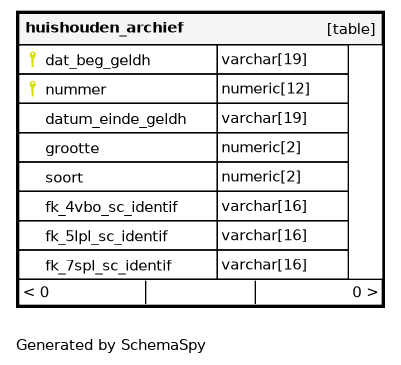 huishouden_archief [table]
dat_beg_geldh varchar[19]
nummer numeric[12]
datum_einde_geldh varchar[19]
grootte numeric[2]
soort numeric[2]
fk_4vbo_sc_identif varchar[16]
fk_5lpl_sc_identif varchar[16]
fk_7spl_sc_identif varchar[16]
< 0 0 >
Generated by SchemaSpy